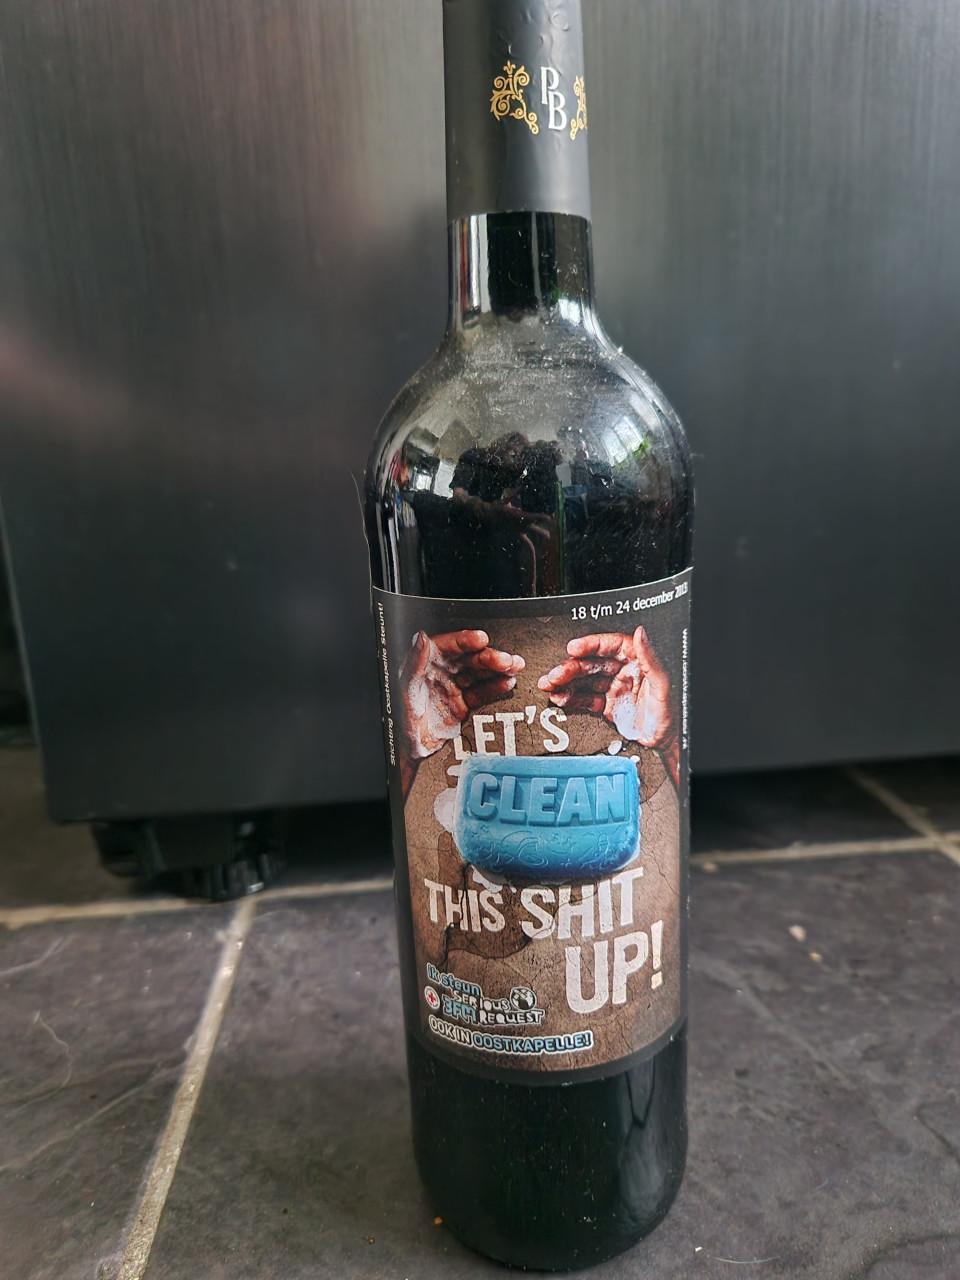 PB
18 t/m 24 december 2013
Stichting Oostkapelle Steunt!
LET'S
CLEAN
THIS SHIT
UP!
Ik steun
SERIOUS
3FM REQUEST
OOK IN OOSTKAPELLE!